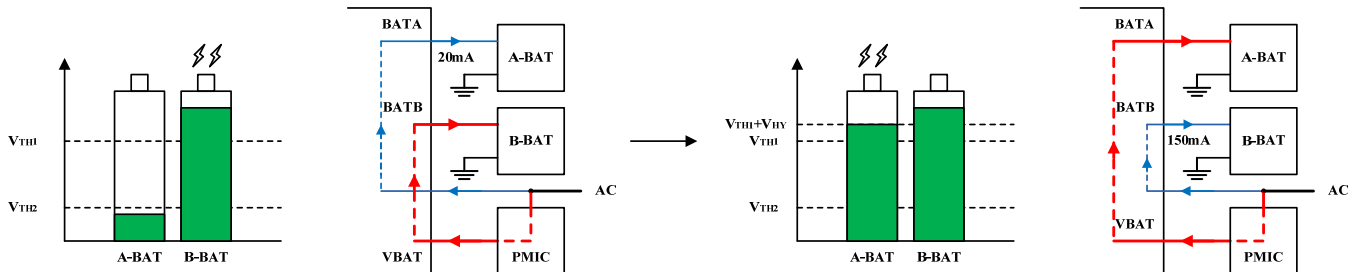 VTH1
VTH2
A-BAT
B-BAT
BATA
20mA
A-BAT
BATB
B-BAT
AC
VBAT
PMIC
VTH1+VHY
VTH1
VTH2
A-BAT
B-BAT
BATA
A-BAT
BATB
150mA
B-BAT
AC
VBAT
PMIC